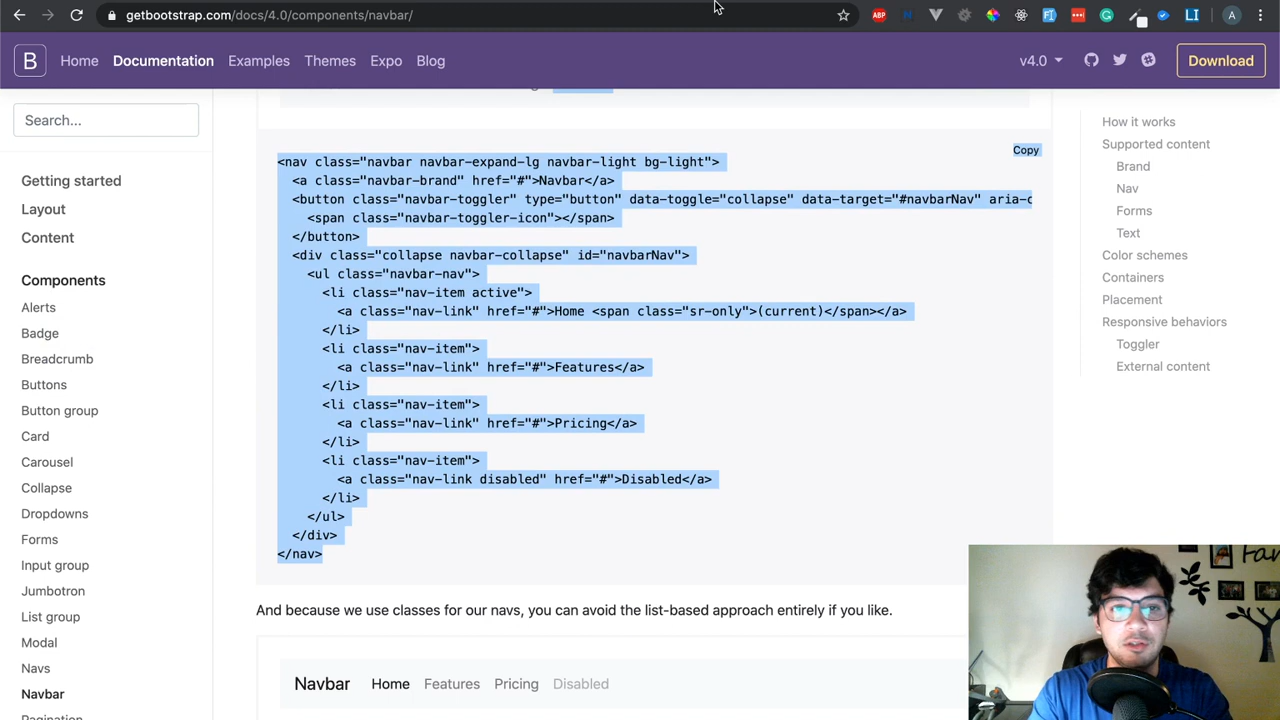 getbootstrap.com/docs/4.0/components/navbar/
ABP
A
B
Home
Documentation
Examples
Themes
Expo
Blog
v4.0
Download
Search...
Getting started
Layout
Content
Components
Alerts
Badge
Breadcrumb
Buttons
Button group
Card
Carousel
Collapse
Dropdowns
Forms
Input group
Jumbotron
List group
Modal
Navs
Navbar
Pagination
Copy
<nav class="navbar navbar-expand-lg navbar-light bg-light">
<a class="navbar-brand" href="#">Navbar</a>
<button class="navbar-toggler" type="button" data-toggle="collapse" data-target="#navbarNav" aria-c
<span class="navbar-toggler-icon"></span>
</button>
<div class="collapse navbar-collapse" id="navbarNav">
<ul class="navbar-nav">
<li class="nav-item active">
<a class="nav-link" href="#">Home <span class="sr-only">(current)</span></a>
</li>
<li class="nav-item">
<a class="nav-link" href="#">Features</a>
</li>
<li class="nav-item">
<a class="nav-link" href="#">Pricing</a>
</li>
<li class="nav-item">
<a class="nav-link disabled" href="#">Disabled</a>
</li>
</ul>
</div>
</nav>
And because we use classes for our navs, you can avoid the list-based approach entirely if you like.
Navbar
Home
Features
Pricing
Disabled
How it works
Supported content
Brand
Nav
Forms
Text
Color schemes
Containers
Placement
Responsive behaviors
Toggler
External content